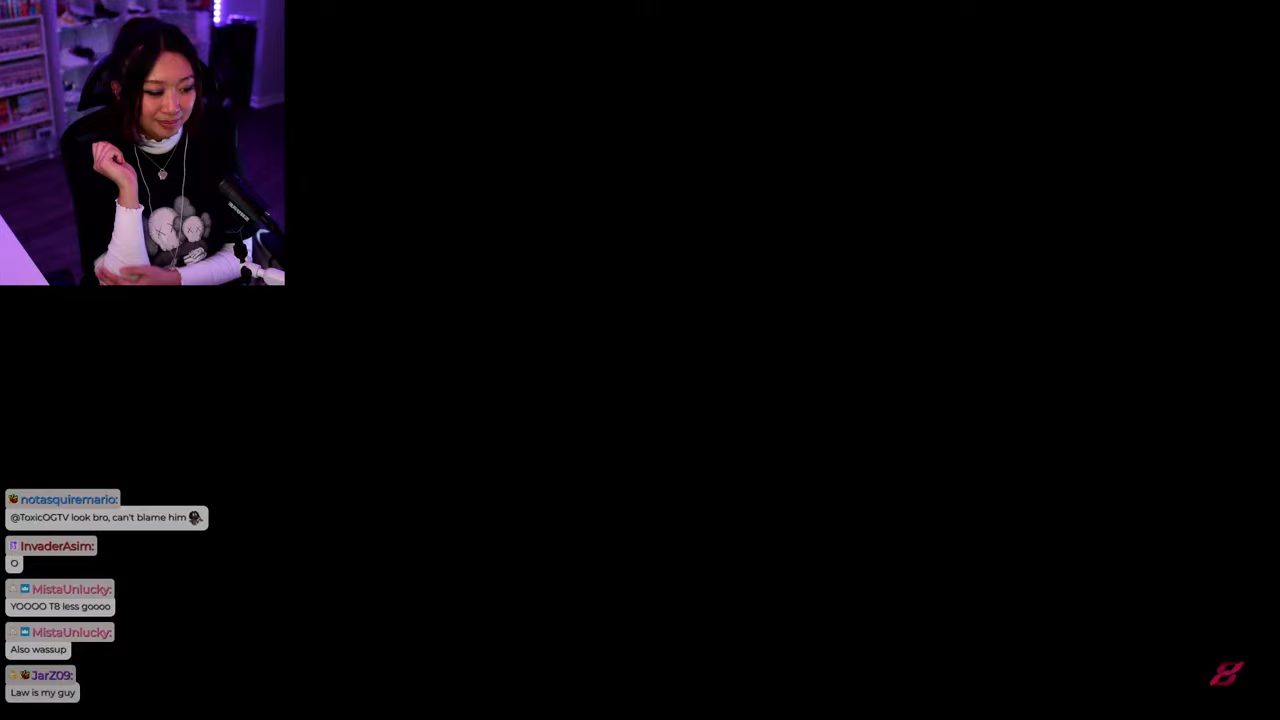 notasquiremario:
@ToxicOGTV look bro, can't blame him
InvaderAsim:
O
MistaUnlucky:
YOOOO T8 less goooo
MistaUnlucky:
Also wassup
JarZ09:
Law is my guy
8